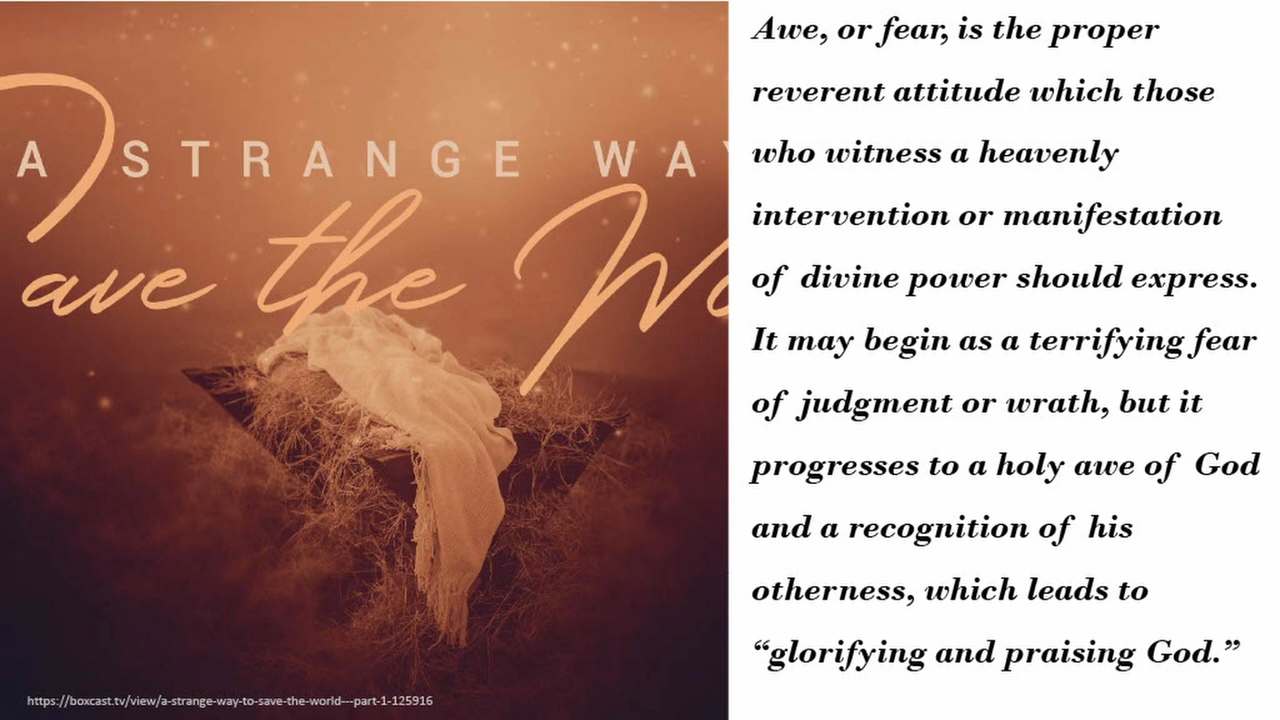 A STRANGE WAY
Save the Wo
https://boxcast.tv/view/a-strange-way-to-save-the-world---part-1-125916
Awe, or fear, is the proper
reverent attitude which those
who witness a heavenly
intervention or manifestation
of divine power should express.
It may begin as a terrifying fear
of judgment or wrath, but it
progresses to a holy awe of God
and a recognition of his
otherness, which leads to
“glorifying and praising God.”